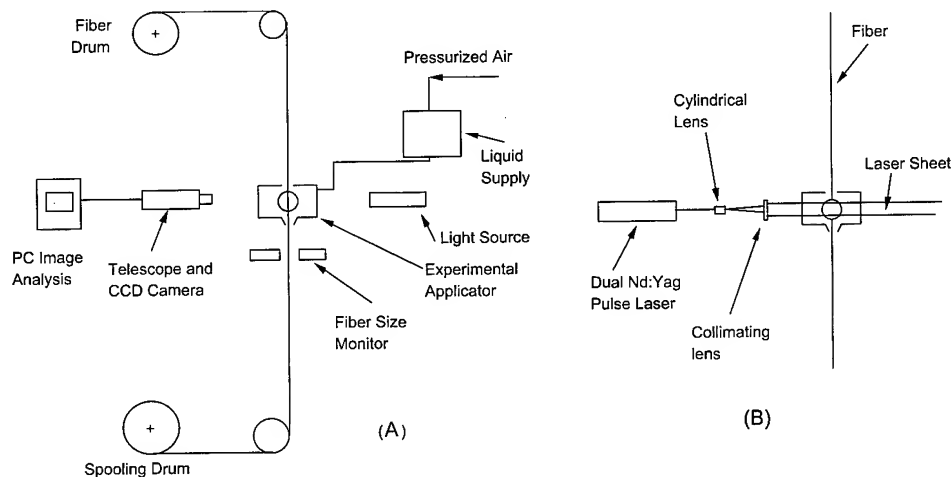 Fiber
Drum
Pressurized Air
Liquid
Supply
Light Source
PC Image
Analysis
Telescope and
CCD Camera
Experimental
Applicator
Fiber Size
Monitor
Spooling Drum
(A)
Fiber
Cylindrical
Lens
Laser Sheet
Dual Nd:Yag
Pulse Laser
Collimating
lens
(B)